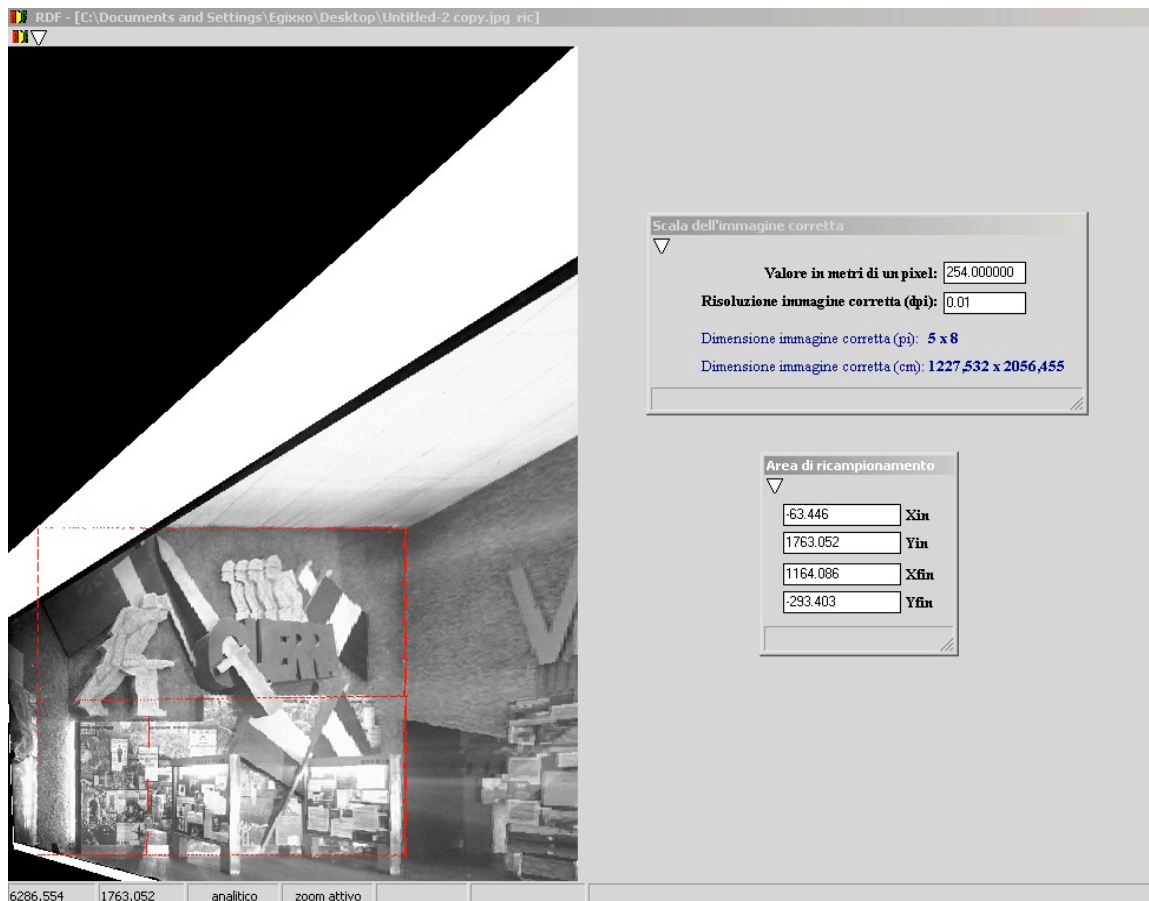 RDF - [C:\Documents and Settings\Egixxo\Desktop\Untitled-2 copy.jpg ric]
Scala dell'immagine corretta
Valore in metri di un pixel: 254.000000
Risoluzione immagine corretta (dpi): 0.01
Dimensione immagine corretta (pi): 5 x 8
Dimensione immagine corretta (cm): 1227,532 x 2056,455
Area di ricampionamento
-63.446 Xin
1763.052 Yin
1164.086 Xfin
-293.403 Yfin
6286.554 1763.052 analitico zoom attivo